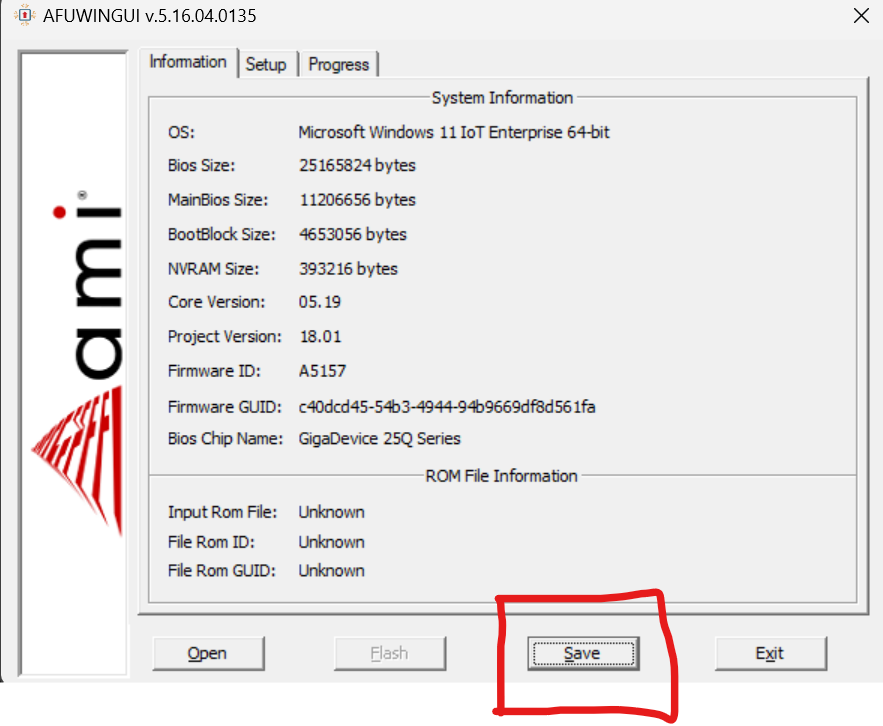 AFUWINGUI v.5.16.04.0135
Information Setup Progress
System Information
OS: Microsoft Windows 11 IoT Enterprise 64-bit
Bios Size: 25165824 bytes
MainBios Size: 11206656 bytes
BootBlock Size: 4653056 bytes
NVRAM Size: 393216 bytes
Core Version: 05.19
Project Version: 18.01
Firmware ID: A5157
Firmware GUID: c40dcd45-54b3-4944-94b9669df8d561fa
Bios Chip Name: GigaDevice 25Q Series
ROM File Information
Input Rom File: Unknown
File Rom ID: Unknown
File Rom GUID: Unknown
Open Flash Save Exit
ami®